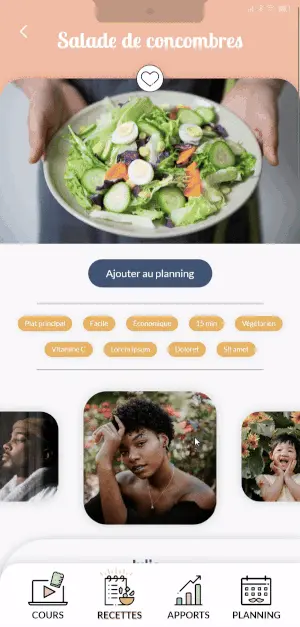 Salade de concombres
Ajouter au planning
Plat principal
Facile
Économique
15 min
Végétarien
Vitamine C
Lorem ipsum
Doloret
Sit amet
COURS
RECETTES
APPORTS
PLANNING